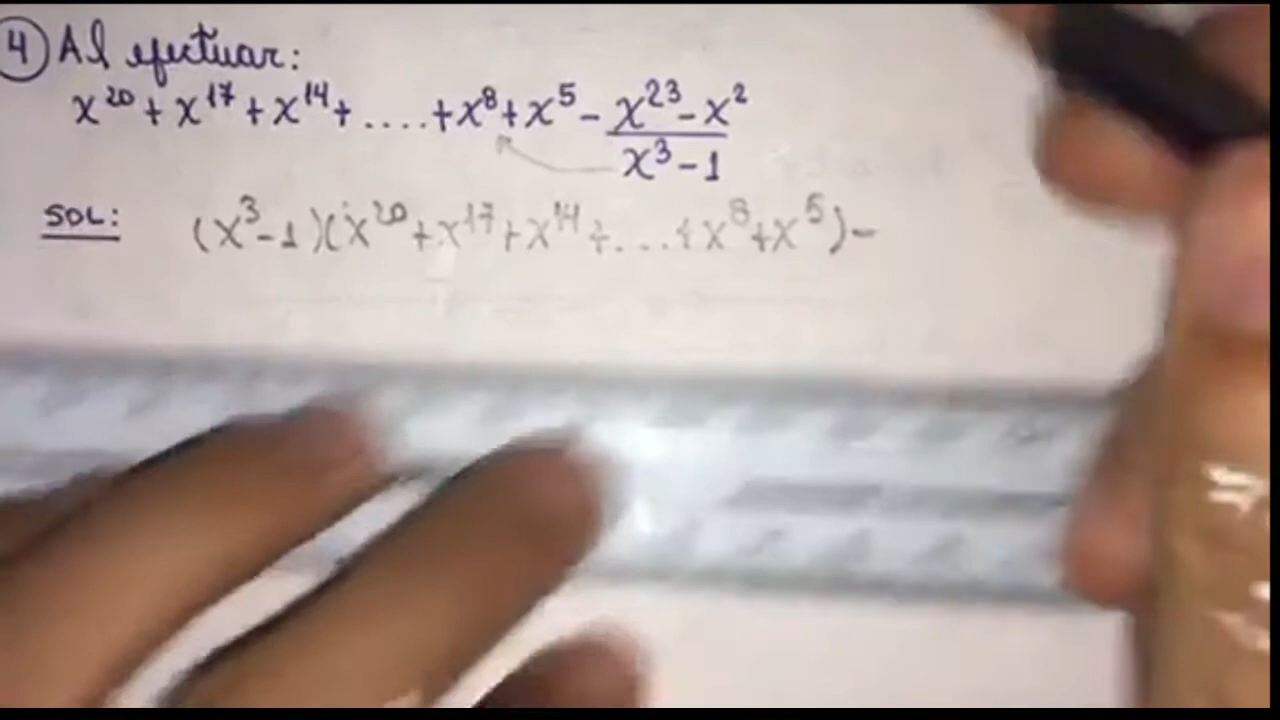 4 Al efectuar:
x^20 + x^17 + x^14 + .... + x^8 + x^5 - (x^23 - x^2)/(x^3 - 1)
SOL: (x^3 - 1)(x^20 + x^17 + x^14 + .... + x^8 + x^5) -